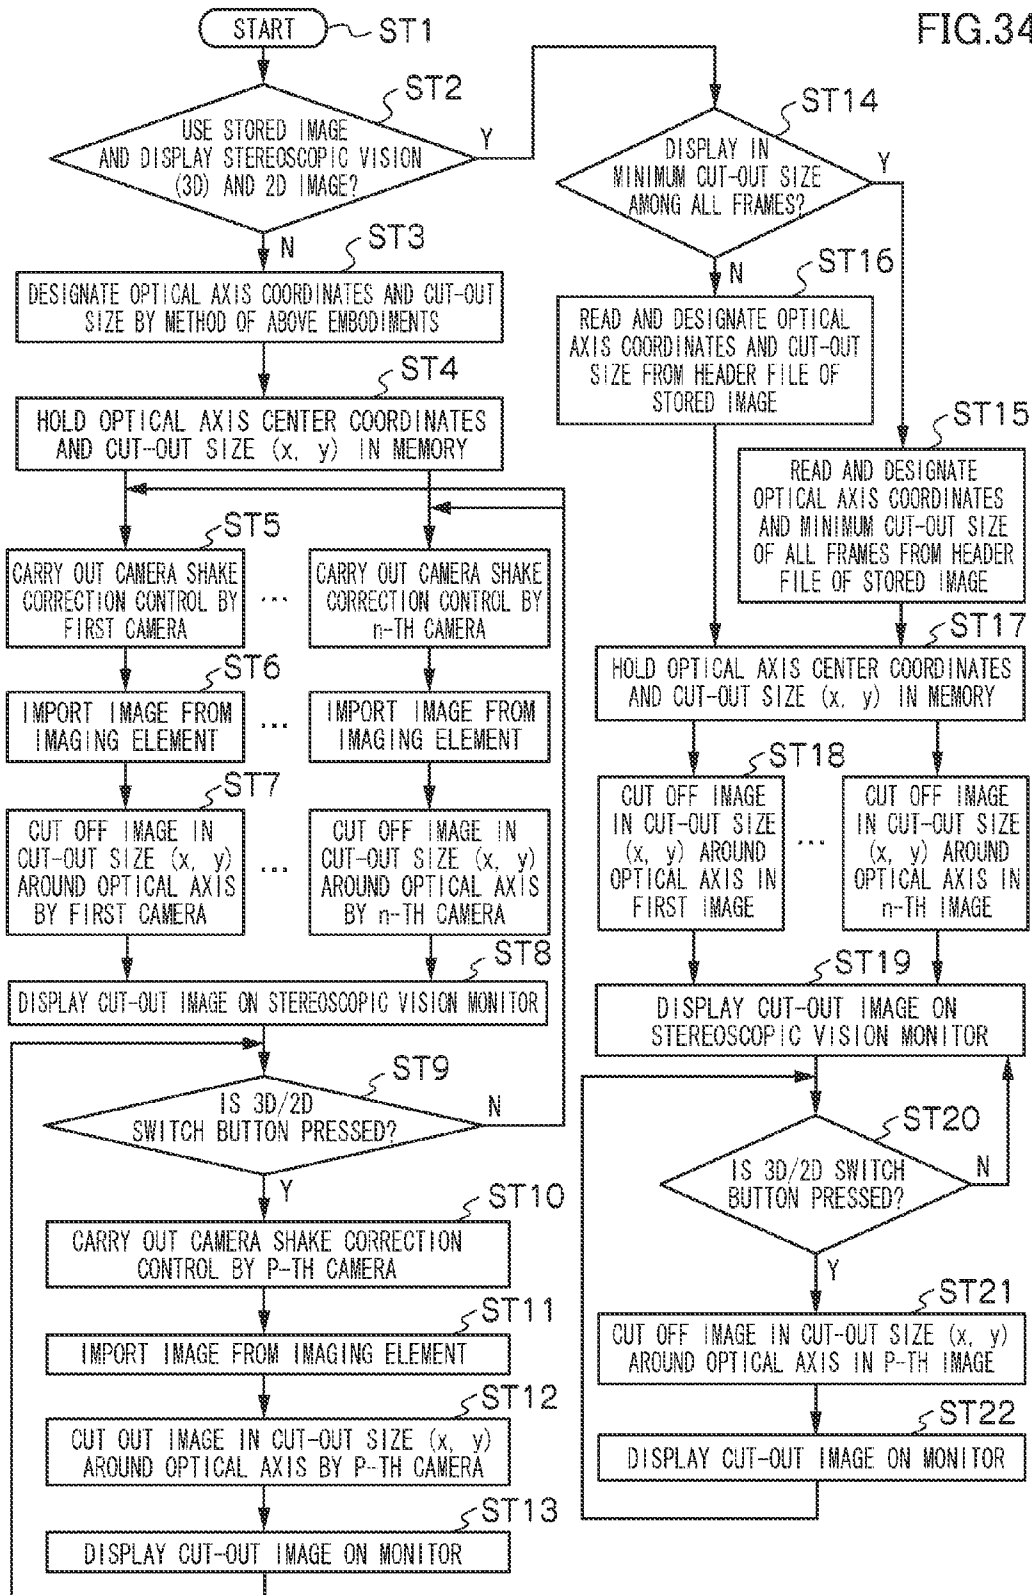 FIG.34
START
ST1
ST2
USE STORED IMAGE
AND DISPLAY STEREOSCOPIC VISION
(3D) AND 2D IMAGE?
Y
N
ST3
DESIGNATE OPTICAL AXIS COORDINATES AND CUT-OUT
SIZE BY METHOD OF ABOVE EMBODIMENTS
ST4
HOLD OPTICAL AXIS CENTER COORDINATES
AND CUT-OUT SIZE (x, y) IN MEMORY
ST5
CARRY OUT CAMERA SHAKE
CORRECTION CONTROL BY
FIRST CAMERA
...
CARRY OUT CAMERA SHAKE
CORRECTION CONTROL BY
n-TH CAMERA
ST6
IMPORT IMAGE FROM
IMAGING ELEMENT
...
IMPORT IMAGE FROM
IMAGING ELEMENT
ST7
CUT OFF IMAGE IN
CUT-OUT SIZE (x, y)
AROUND OPTICAL AXIS
BY FIRST CAMERA
...
CUT OFF IMAGE IN
CUT-OUT SIZE (x, y)
AROUND OPTICAL AXIS
BY n-TH CAMERA
ST8
DISPLAY CUT-OUT IMAGE ON STEREOSCOPIC VISION MONITOR
ST9
IS 3D/2D
SWITCH BUTTON PRESSED?
N
Y
ST10
CARRY OUT CAMERA SHAKE CORRECTION
CONTROL BY P-TH CAMERA
ST11
IMPORT IMAGE FROM IMAGING ELEMENT
ST12
CUT OUT IMAGE IN CUT-OUT SIZE (x, y)
AROUND OPTICAL AXIS BY P-TH CAMERA
ST13
DISPLAY CUT-OUT IMAGE ON MONITOR
ST14
DISPLAY IN
MINIMUM CUT-OUT SIZE
AMONG ALL FRAMES?
Y
N
ST16
READ AND DESIGNATE OPTICAL
AXIS COORDINATES AND CUT-OUT
SIZE FROM HEADER FILE OF
STORED IMAGE
ST15
READ AND DESIGNATE
OPTICAL AXIS COORDINATES
AND MINIMUM CUT-OUT SIZE
OF ALL FRAMES FROM HEADER
FILE OF STORED IMAGE
ST17
HOLD OPTICAL AXIS CENTER COORDINATES
AND CUT-OUT SIZE (x, y) IN MEMORY
ST18
CUT OFF IMAGE
IN CUT-OUT SIZE
(x, y) AROUND
OPTICAL AXIS IN
FIRST IMAGE
...
CUT OFF IMAGE
IN CUT-OUT SIZE
(x, y) AROUND
OPTICAL AXIS IN
n-TH IMAGE
ST19
DISPLAY CUT-OUT IMAGE ON
STEREOSCOPIC VISION MONITOR
ST20
IS 3D/2D SWITCH
BUTTON PRESSED?
N
Y
ST21
CUT OFF IMAGE IN CUT-OUT SIZE (x, y)
AROUND OPTICAL AXIS IN P-TH IMAGE
ST22
DISPLAY CUT-OUT IMAGE ON MONITOR